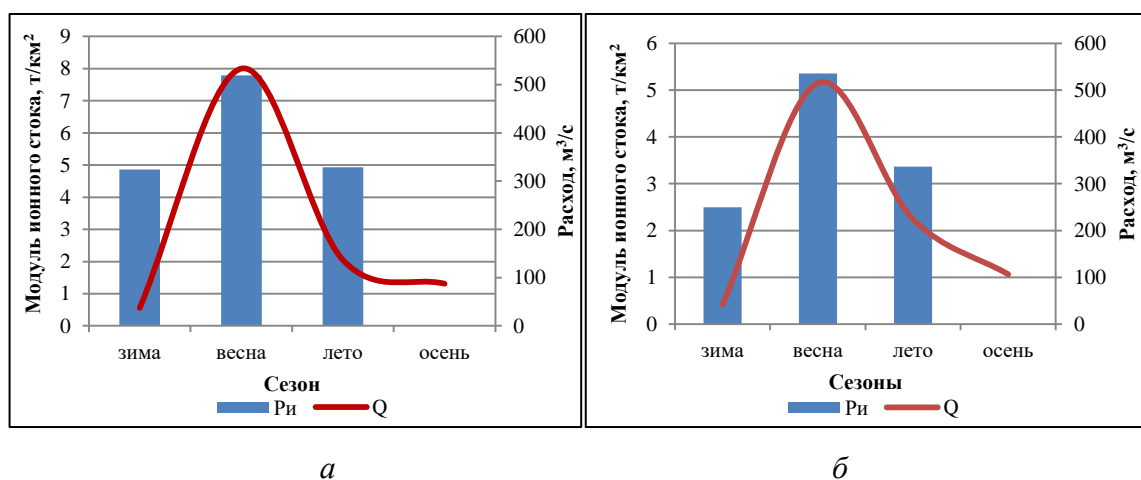 Модуль ионного стока, т/км²
9
8
7
6
5
4
3
2
1
0
600
500
400
300
200
100
0
Расход, м³/с
зима весна лето осень
Сезон
Pи Q
а
Модуль ионного стока, т/км²
6
5
4
3
2
1
0
600
500
400
300
200
100
0
Расход, м³/с
зима весна лето осень
Сезоны
Pи Q
б